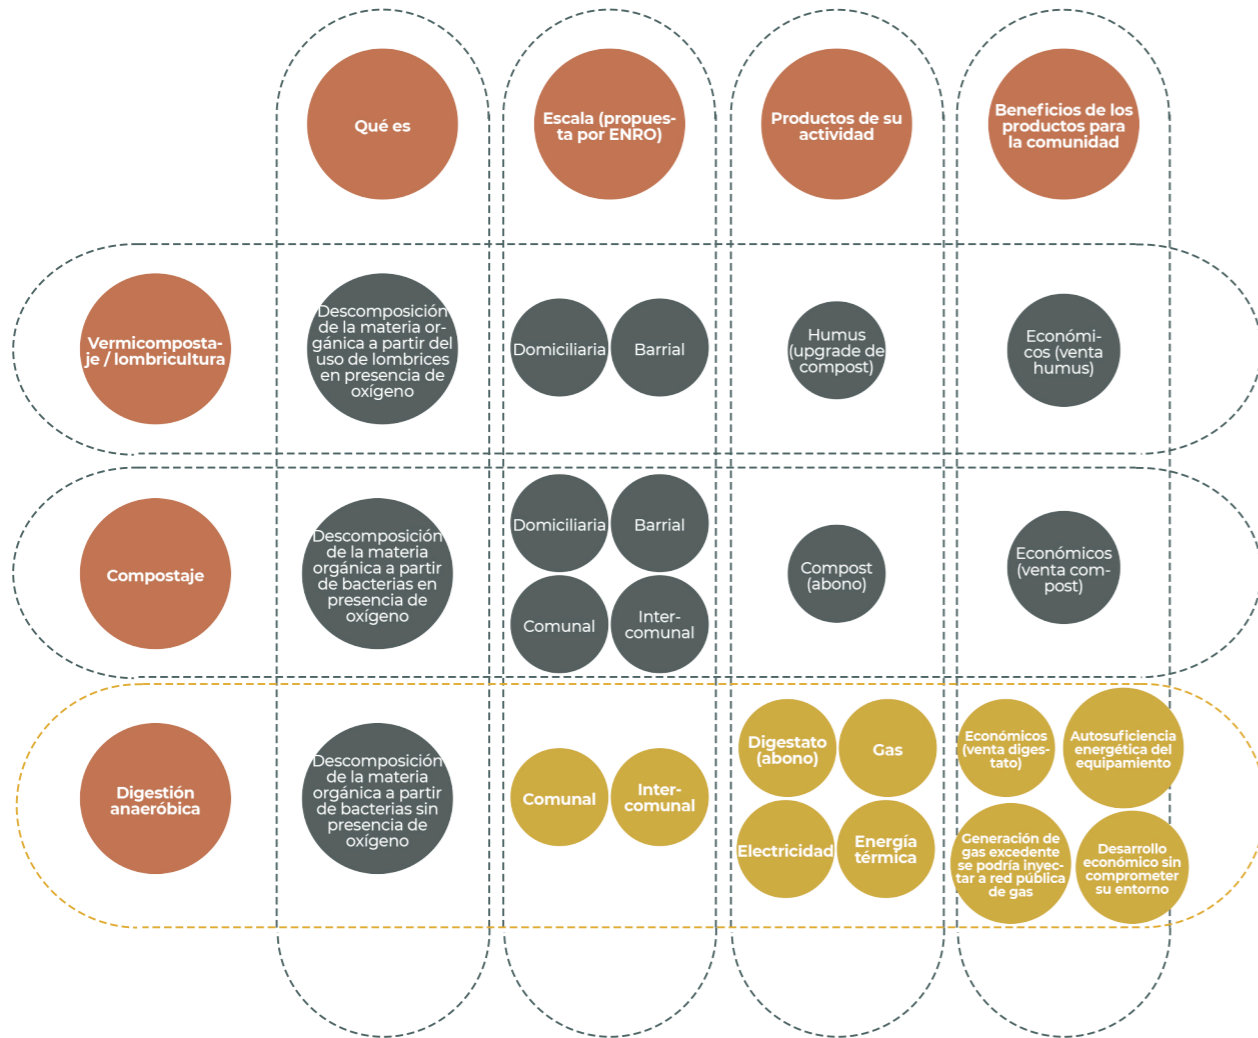 Qué es
Escala (propues-
ta por ENRO)
Productos de su
actividad
Beneficios de los
productos para
la comunidad
Vermicomposta-
je / lombricultura
Descomposición
de la materia or-
gánica a partir del
uso de lombrices
en presencia de
oxígeno
Domiciliaria
Barrial
Humus
(upgrade de
compost)
Económi-
cos (venta
humus)
Compostaje
Descomposición
de la materia
orgánica a partir
de bacterias en
presencia de
oxígeno
Domiciliaria
Barrial
Comunal
Inter-
comunal
Compost
(abono)
Económicos
(venta com-
post)
Digestión
anaeróbica
Descomposición
de la materia
orgánica a partir
de bacterias sin
presencia de
oxígeno
Comunal
Inter-
comunal
Digestato
(abono)
Gas
Electricidad
Energía
térmica
Económicos
(venta diges-
tato)
Autosuficiencia
energética del
equipamiento
Generación de
gas excedente
se podría inyec-
tar a red pública
de gas
Desarrollo
económico sin
comprometer
su entorno